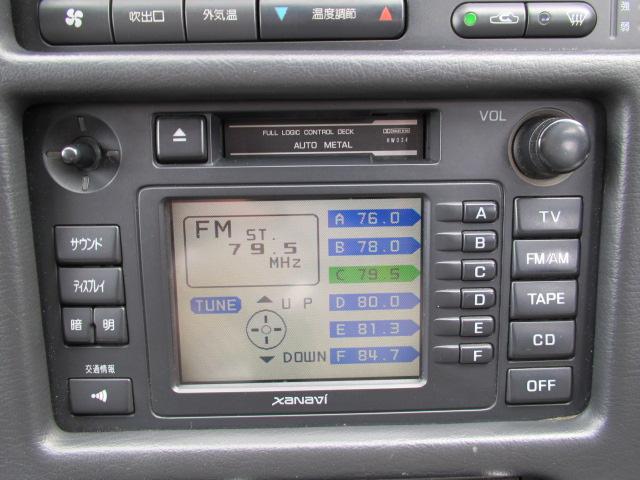 吹出口
外気温
温度調節
強
弱
FULL LOGIC CONTROL DECK
AUTO METAL
VOL
FM ST.
79.5
MHz
TUNE
UP
DOWN
A 76.0
B 78.0
C 79.5
D 80.0
E 81.3
F 84.7
A
B
C
D
E
F
サウンド
ディスプレイ
暗
明
交通情報
TV
FM/AM
TAPE
CD
OFF
xanavi